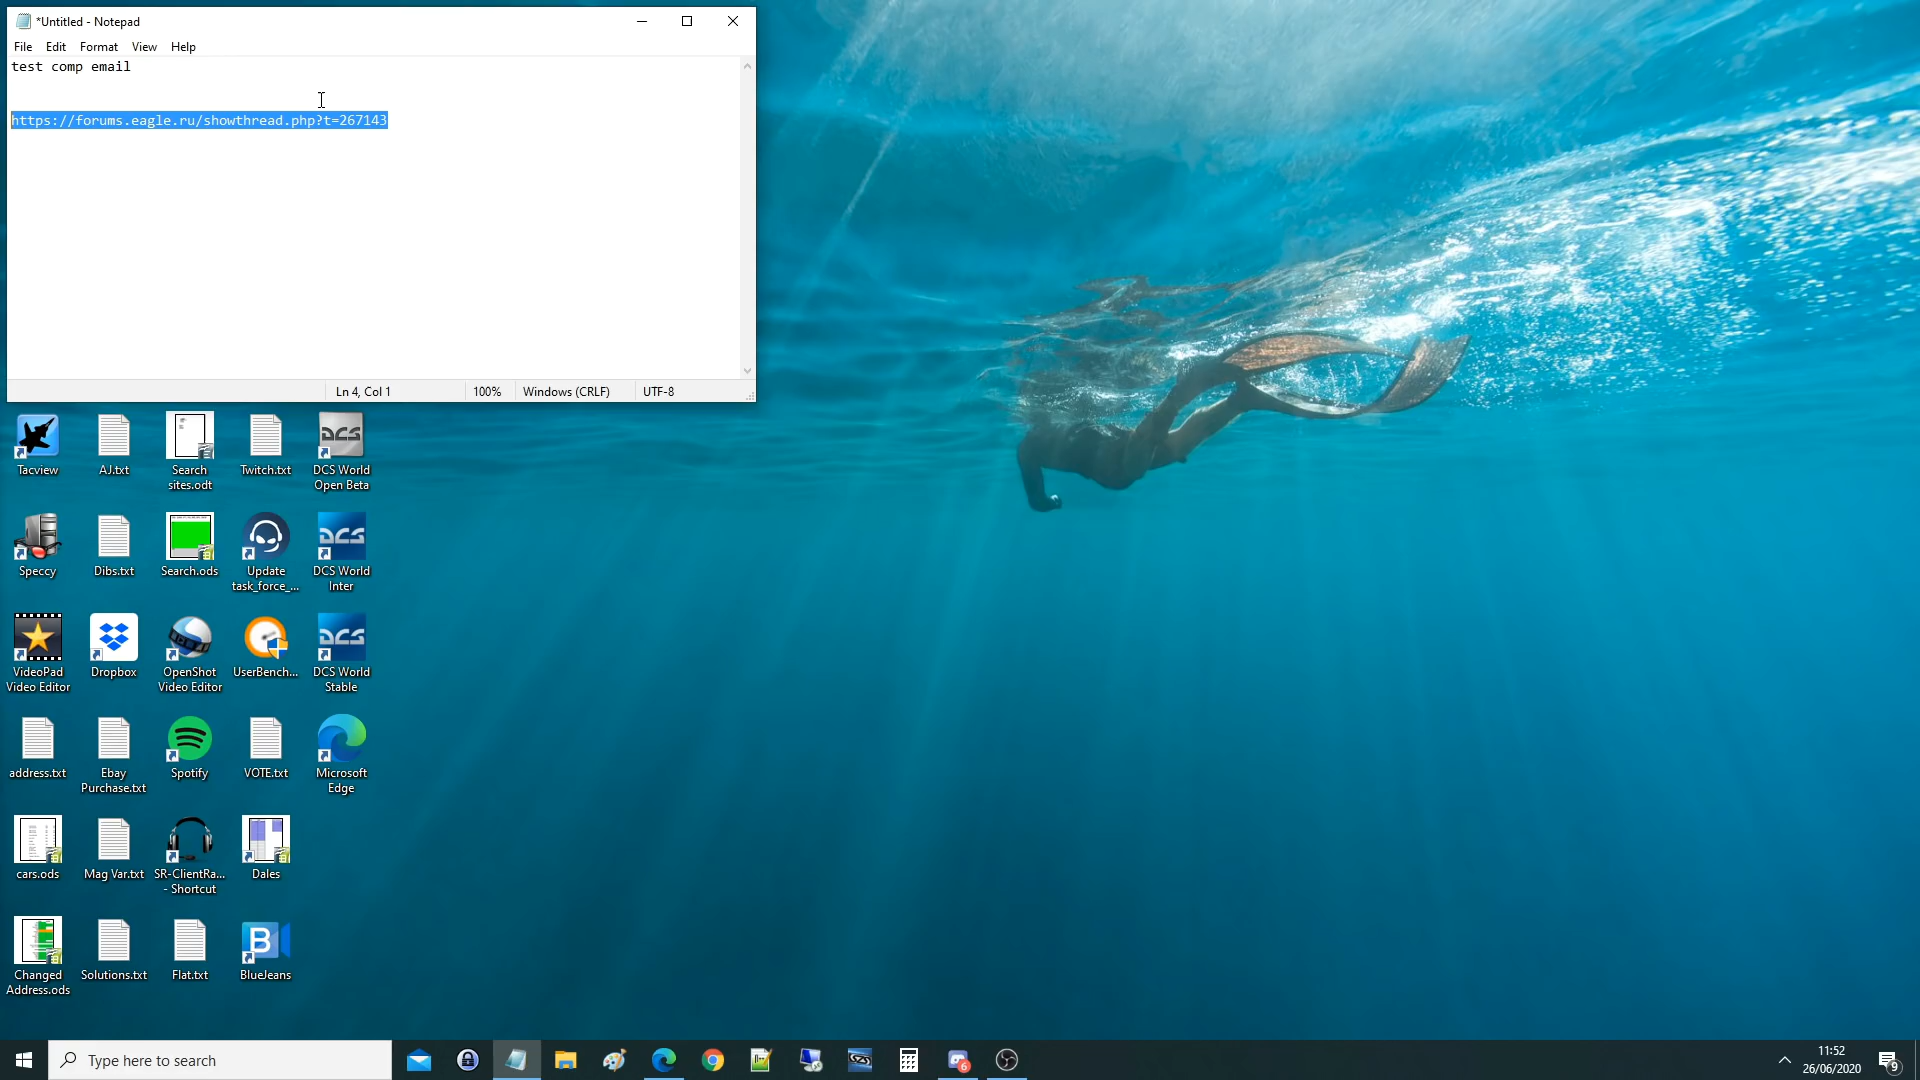 *Untitled - Notepad
File Edit Format View Help
test comp email
https://forums.eagle.ru/showthread.php?t=267143
Ln 4, Col 1 100% Windows (CRLF) UTF-8
Tacview
AJ.txt
Search
sites.odt
Twitch.txt
DCS
DCS World
Open Beta
Speccy
Dibs.txt
Search.ods
Update
task_force_...
DCS
DCS World
Inter
VideoPad
Video Editor
Dropbox
OpenShot
Video Editor
UserBench...
DCS
DCS World
Stable
address.txt
Ebay
Purchase.txt
Spotify
VOTE.txt
Microsoft
Edge
cars.ods
Mag Var.txt
SR-ClientRa...
- Shortcut
Dales
Changed
Address.ods
Solutions.txt
Flat.txt
B
BlueJeans
Type here to search
6
11:52
26/06/2020
9